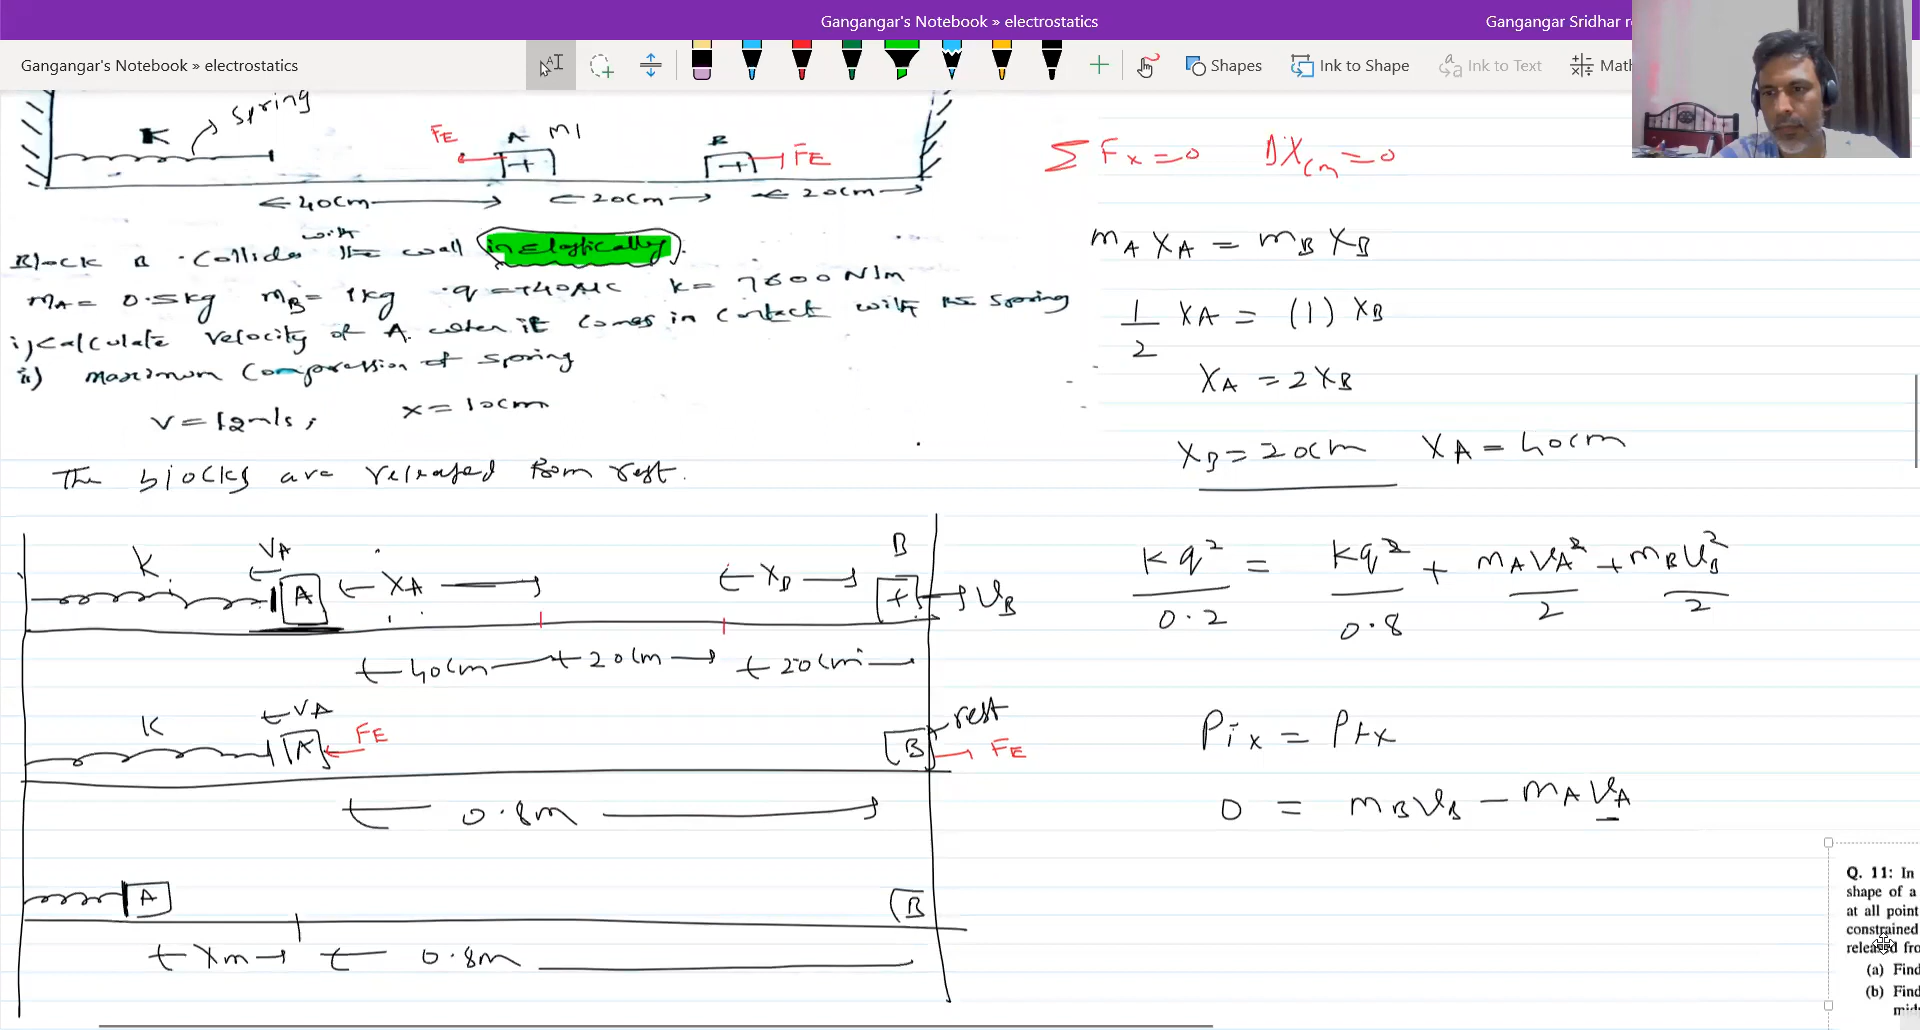 Gangangar's Notebook » electrostatics
Gangangar Sridhar
Gangangar's Notebook » electrostatics
Shapes
Ink to Shape
Ink to Text
Math
K
spring
FE
A
M1
B
+
+
FE
40cm
20cm
20cm
Block B collides with the wall inelastically.
mA = 0.5kg mB = 1kg q = 40μC k = 7600 N/m
i) calculate velocity of A when it comes in contact with the spring
ii) maximum compression of spring
v = 12m/s ; x = 10cm
The blocks are released from rest.
ΣFx = 0 ΔXcm = 0
mA XA = mB XB
1/2 XA = (1) XB
XA = 2XB
XB = 20cm XA = 40cm
Kq²/0.2 = Kq²/0.8 + mAVA²/2 + mBVB²/2
Pix = Pfx
0 = mBVB − mAVA
K
VA
A
XA
XB
B
+
VB
40cm
20cm
20cm
K
VA
A
FE
rest
B
FE
0.8m
A
B
Xm
0.8m
Q. 11: In
shape of a
at all point
constrained
released fro
(a) Find
(b) Find